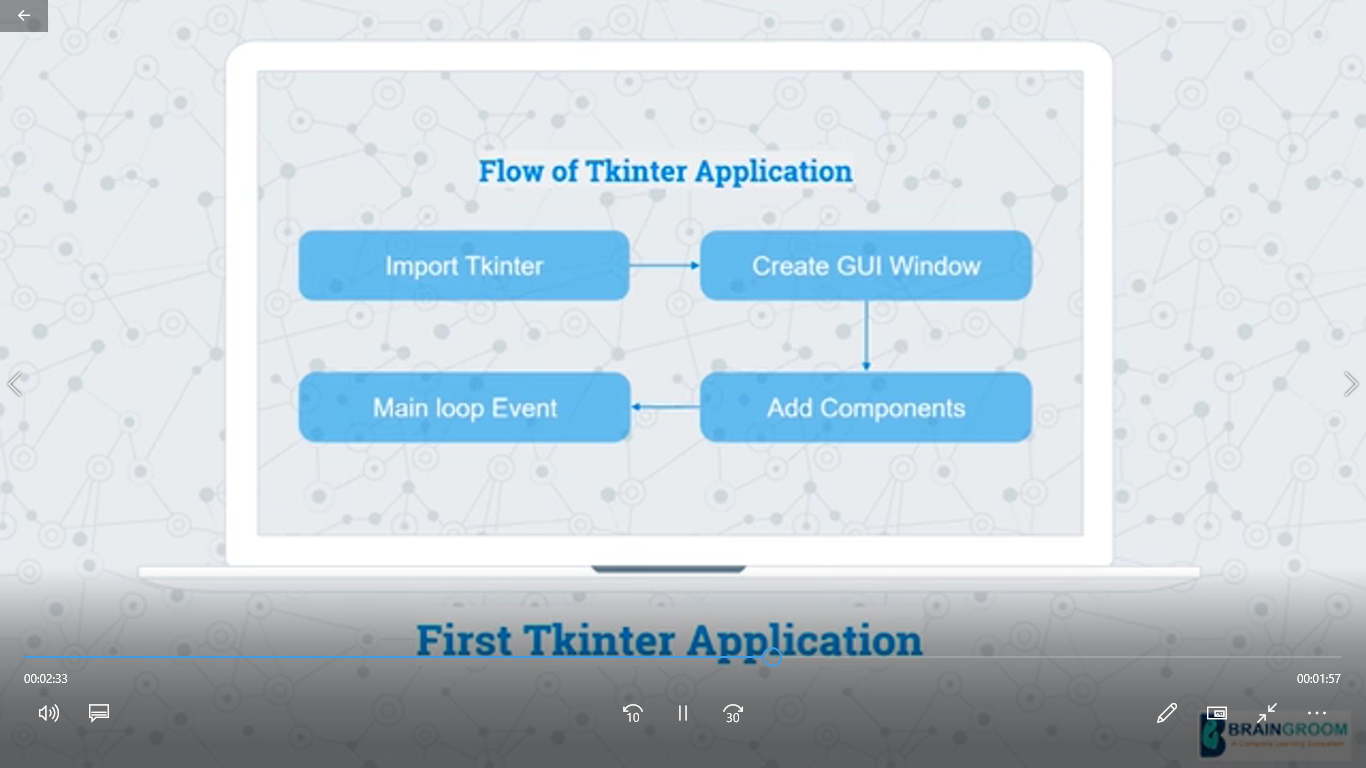 Flow of Tkinter Application
Import Tkinter
Create GUI Window
Main loop Event
Add Components
First Tkinter Application
00:02:33
00:01:57
10
30
BRAINGROOM
A Complete Learning Ecosystem